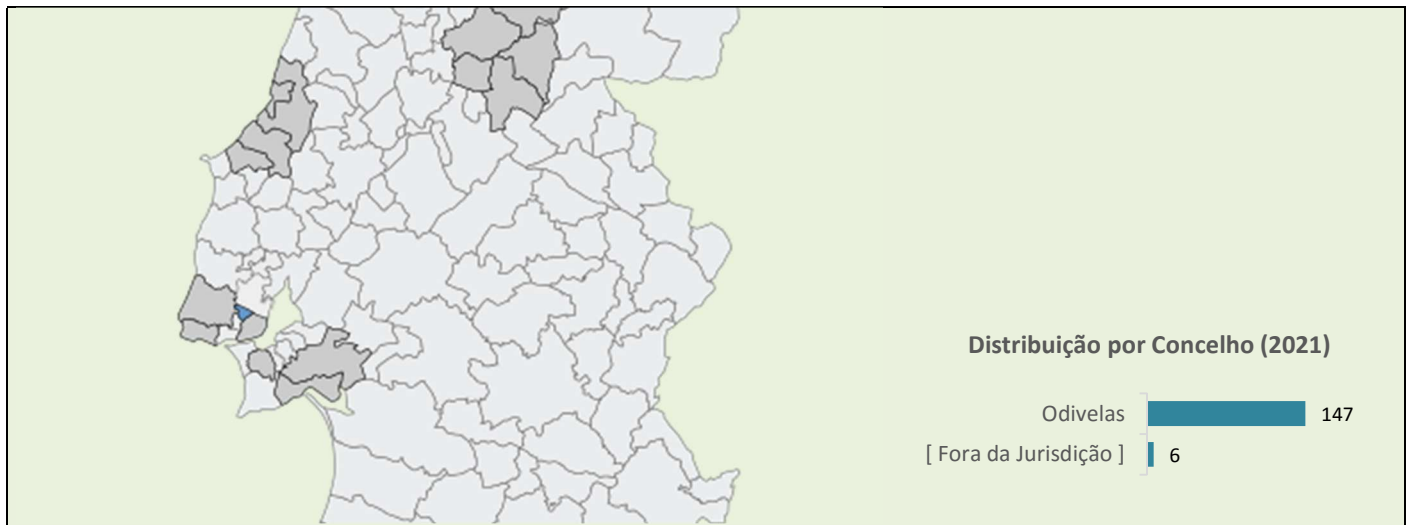 Distribuição por Concelho (2021)
Odivelas 147
[ Fora da Jurisdição ] 6